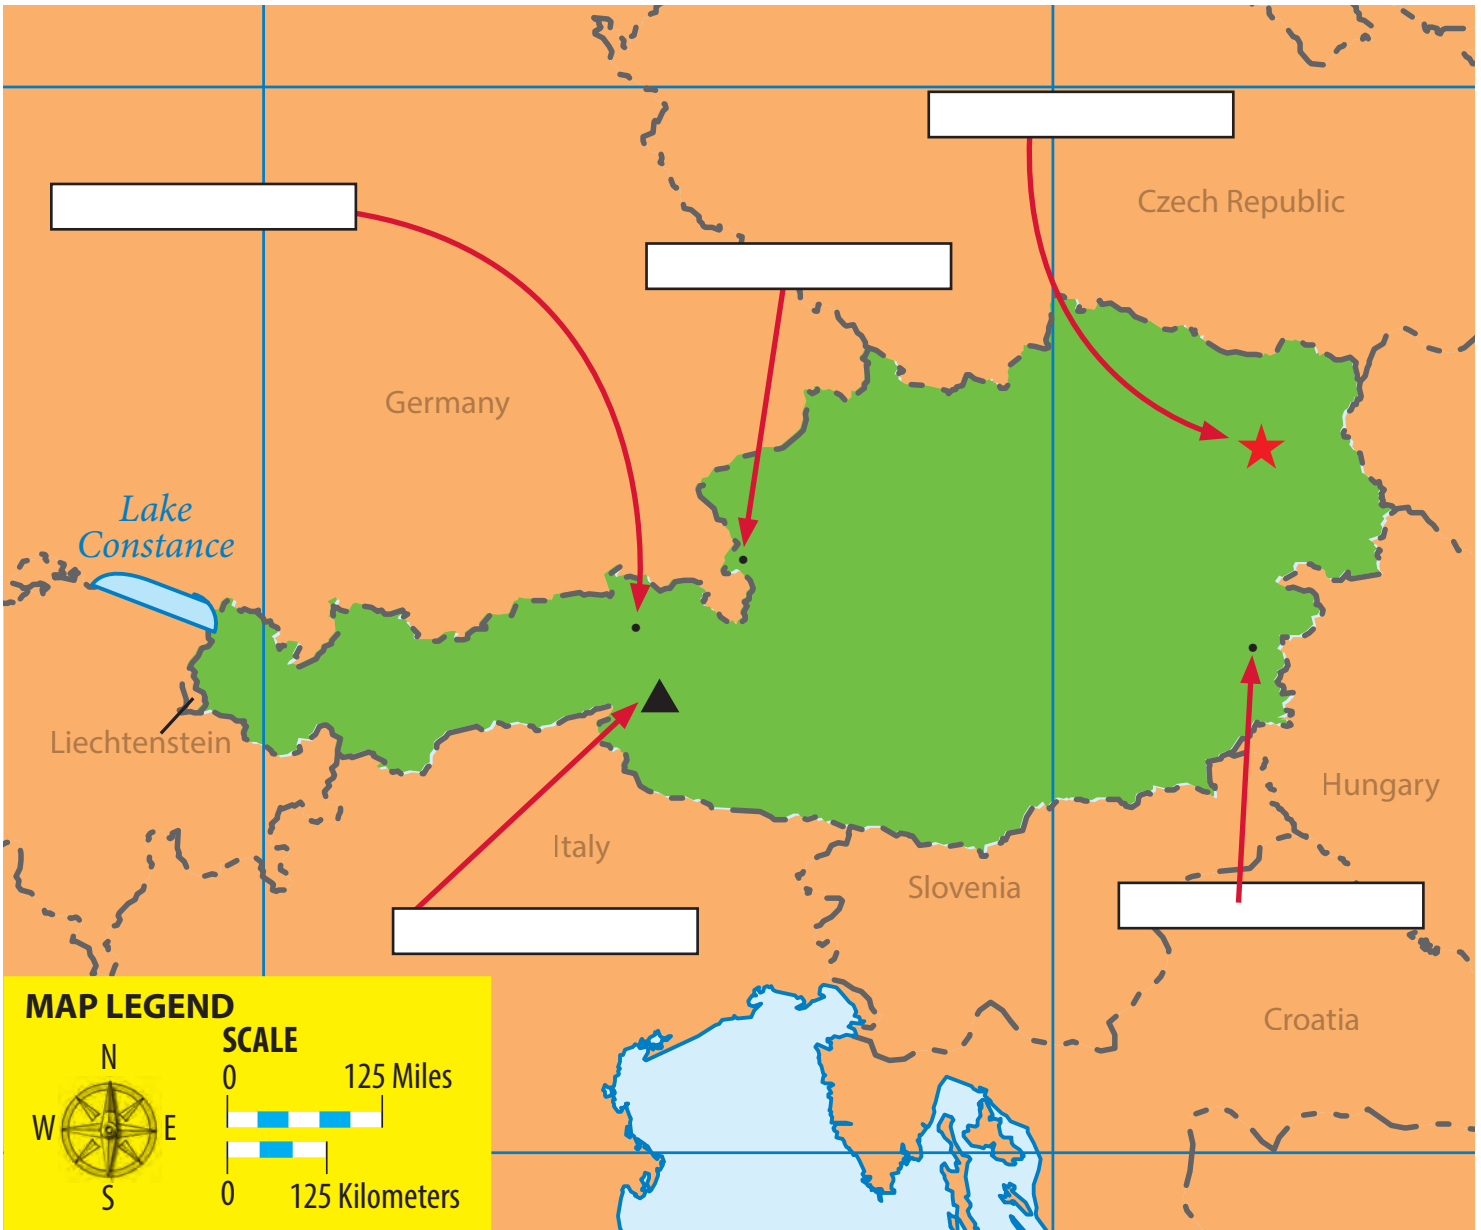 Czech Republic
Germany
Lake
Constance
Liechtenstein
Hungary
Italy
Slovenia
Croatia
MAP LEGEND
SCALE
N
0
125 Miles
W
E
S
0
125 Kilometers